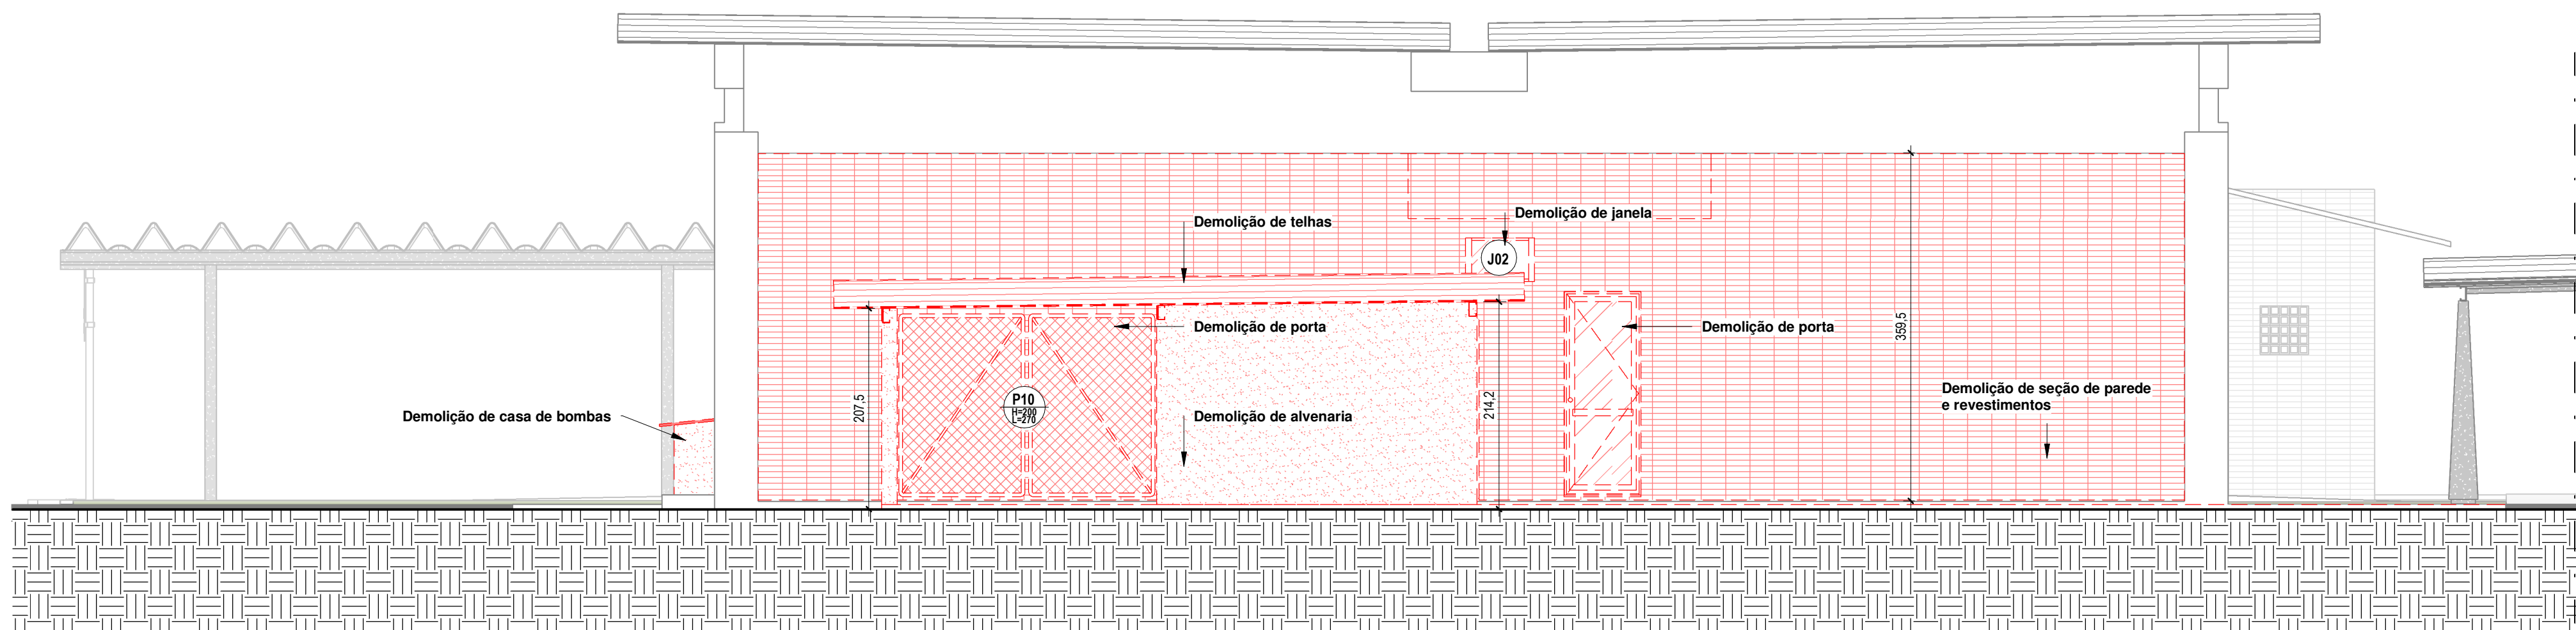 Demolição de telhas
Demolição de janela
J02
Demolição de porta
Demolição de porta
359,5
Demolição de seção de parede
e revestimentos
P10
H=200
L=270
207,5
214,2
Demolição de casa de bombas
Demolição de alvenaria